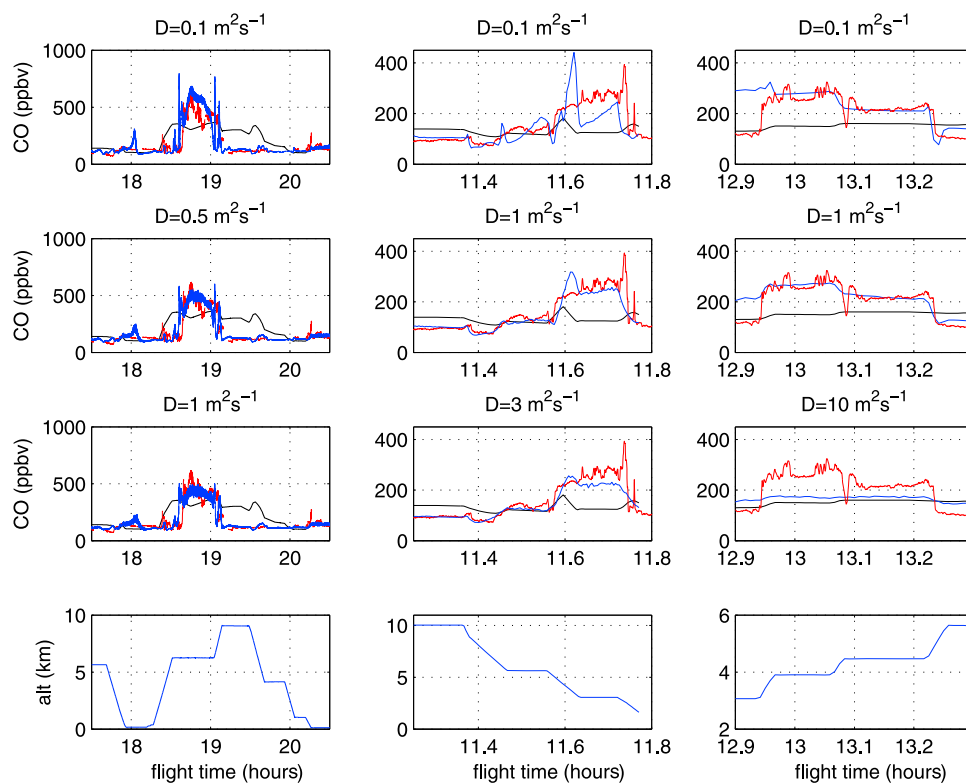 D=0.1 m²s⁻¹ D=0.1 m²s⁻¹ D=0.1 m²s⁻¹
1000
500
0
CO (ppbv)
18 19 20
400
200
0
11.4 11.6 11.8
400
200
0
12.9 13 13.1 13.2
D=0.5 m²s⁻¹ D=1 m²s⁻¹ D=1 m²s⁻¹
1000
500
0
CO (ppbv)
18 19 20
400
200
0
11.4 11.6 11.8
400
200
0
12.9 13 13.1 13.2
D=1 m²s⁻¹ D=3 m²s⁻¹ D=10 m²s⁻¹
1000
500
0
CO (ppbv)
18 19 20
400
200
0
11.4 11.6 11.8
400
200
0
12.9 13 13.1 13.2
10
5
0
alt (km)
18 19 20
10
5
0
11.4 11.6 11.8
6
4
2
12.9 13 13.1 13.2
flight time (hours) flight time (hours) flight time (hours)